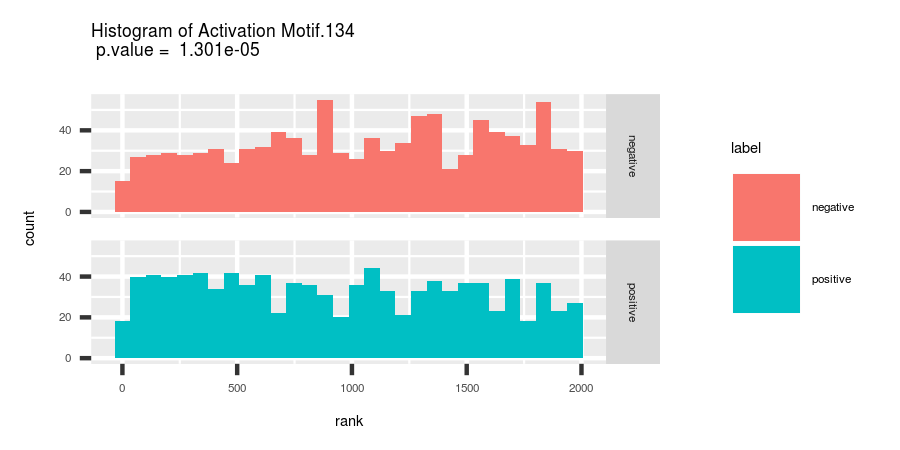 Histogram of Activation Motif.134
p.value = 1.301e-05
40
20
0
negative
40
20
0
positive
0
500
1000
1500
2000
rank
count
label
negative
positive